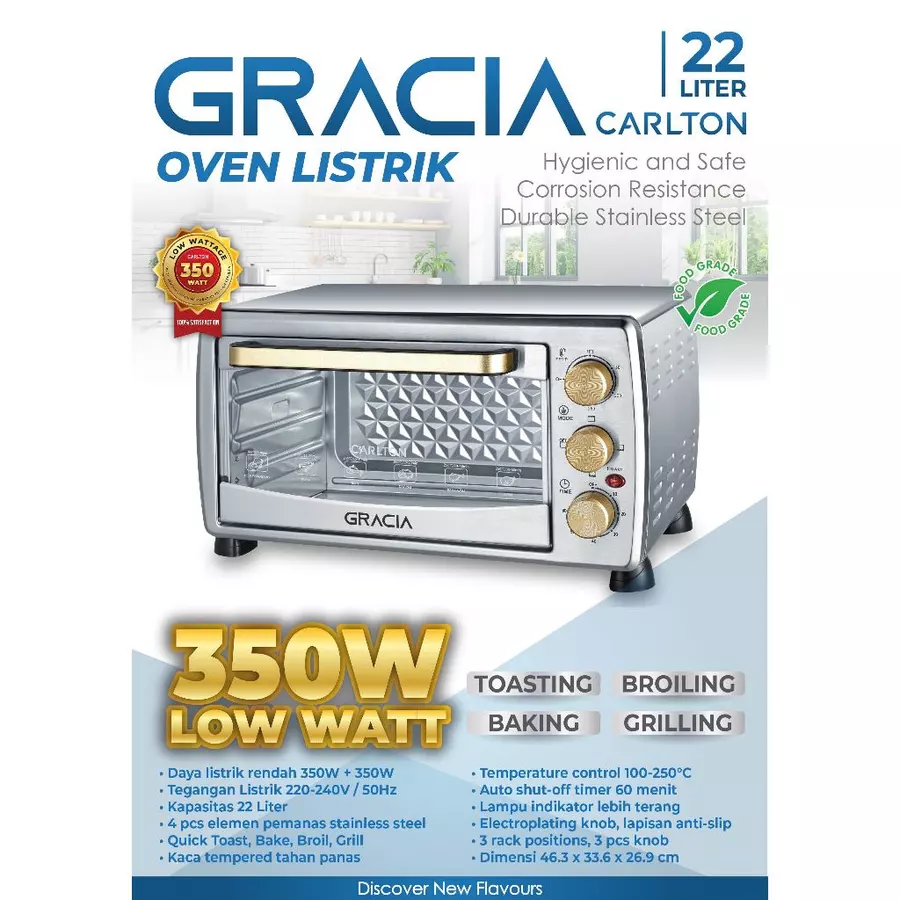 GRACIA
22
LITER
CARLTON
OVEN LISTRIK
Hygienic and Safe
Corrosion Resistance
Durable Stainless Steel
LOW WATTAGE
CARLTON
350
WATT
100% SATISFACTION
FOOD GRADE
FOOD GRADE
MODE
TIME
CARLTON
GRACIA
350W
LOW WATT
TOASTING
BROILING
BAKING
GRILLING
• Daya listrik rendah 350W + 350W
• Tegangan Listrik 220-240V / 50Hz
• Kapasitas 22 Liter
• 4 pcs elemen pemanas stainless steel
• Quick Toast, Bake, Broil, Grill
• Kaca tempered tahan panas
• Temperature control 100-250°C
• Auto shut-off timer 60 menit
• Lampu indikator lebih terang
• Electroplating knob, lapisan anti-slip
• 3 rack positions, 3 pcs knob
• Dimensi 46.3 x 33.6 x 26.9 cm
Discover New Flavours